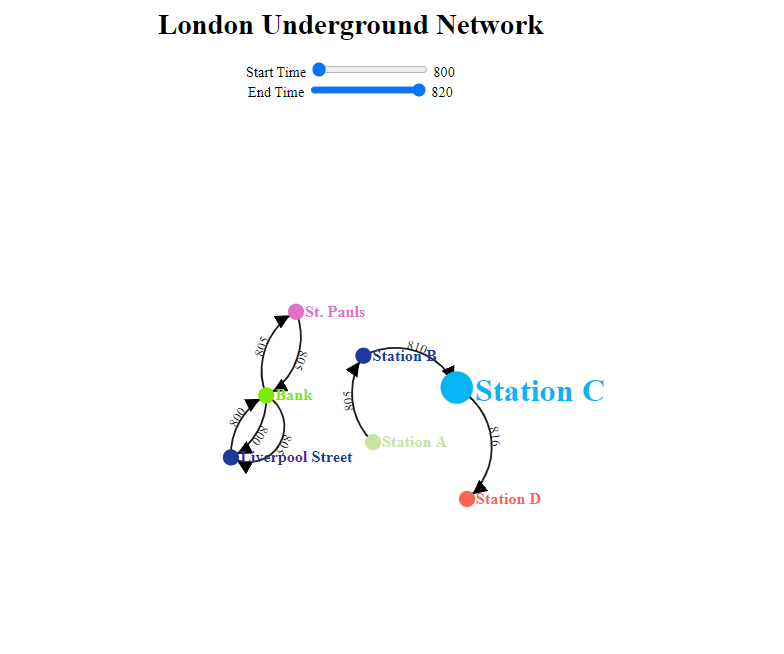 London Underground Network
Start Time 800
End Time 820
St. Pauls
805
805
Station B
810
Station C
Bank
805
800
800
805
Station A
816
Liverpool Street
Station D